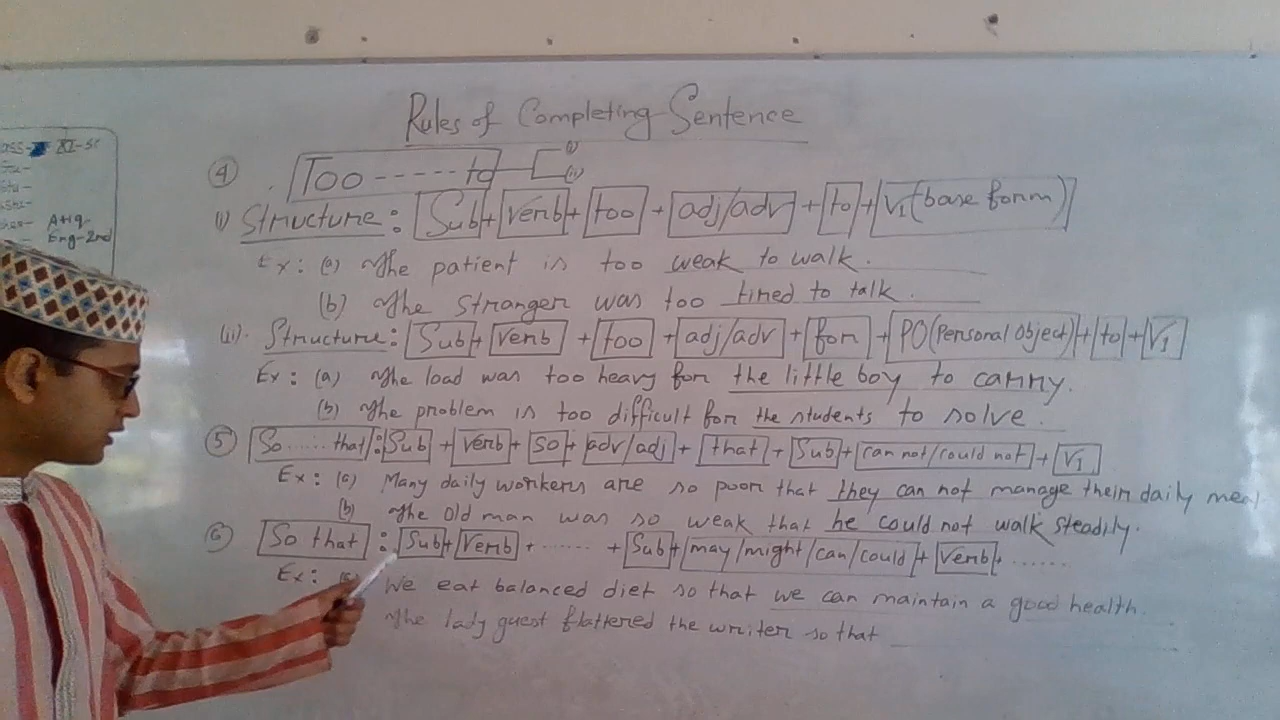 Rules of Completing Sentence
XI-sc
Atiq
Eng-2nd
4 Too ----- to (i) (ii)
(i) Structure: Sub + Verb + too + adj/adv + to + V1 (base form)
Ex: (a) The patient is too weak to walk.
(b) The stranger was too tired to talk.
(ii). Structure: Sub + Verb + too + adj/adv + for + PO (Personal Object) + to + V1
Ex: (a) The load was too heavy for the little boy to carry.
(b) The problem is too difficult for the students to solve.
5 So ...... that: Sub + Verb + so + adv/adj + that + Sub + can not/could not + V1
Ex: (a) Many daily workers are so poor that they can not manage their daily meal
(b) The old man was so weak that he could not walk steadily.
6 So that: Sub + Verb + ...... + Sub + may/might/can/could + Verb + ......
Ex: (a) We eat balanced diet so that we can maintain a good health.
The lady guest flattered the writer so that